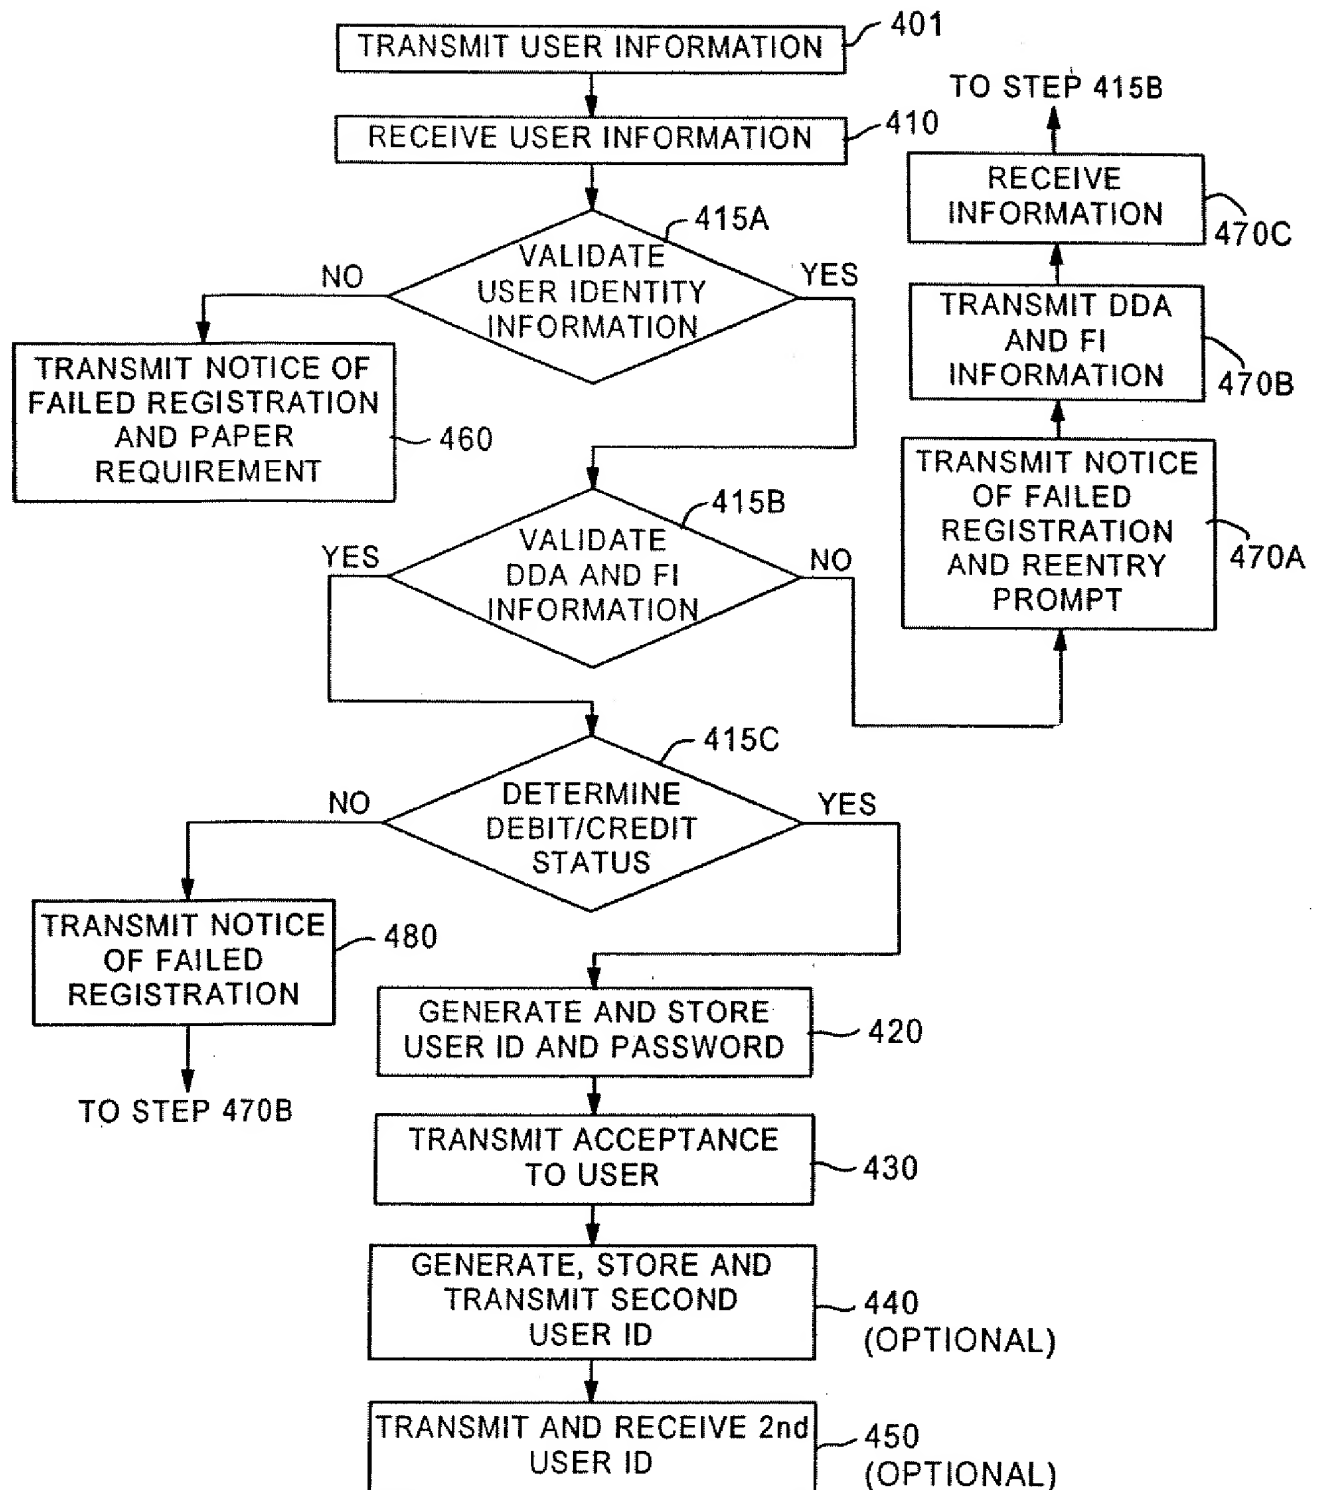 TRANSMIT USER INFORMATION
401
RECEIVE USER INFORMATION
410
415A
VALIDATE
USER IDENTITY
INFORMATION
NO
YES
TRANSMIT NOTICE OF
FAILED REGISTRATION
AND PAPER
REQUIREMENT
460
415B
VALIDATE
DDA AND FI
INFORMATION
YES
NO
TO STEP 415B
RECEIVE
INFORMATION
470C
TRANSMIT DDA
AND FI
INFORMATION
470B
TRANSMIT NOTICE
OF FAILED
REGISTRATION
AND REENTRY
PROMPT
470A
415C
DETERMINE
DEBIT/CREDIT
STATUS
NO
YES
TRANSMIT NOTICE
OF FAILED
REGISTRATION
480
TO STEP 470B
GENERATE AND STORE
USER ID AND PASSWORD
420
TRANSMIT ACCEPTANCE
TO USER
430
GENERATE, STORE AND
TRANSMIT SECOND
USER ID
440
(OPTIONAL)
TRANSMIT AND RECEIVE 2nd
USER ID
450
(OPTIONAL)